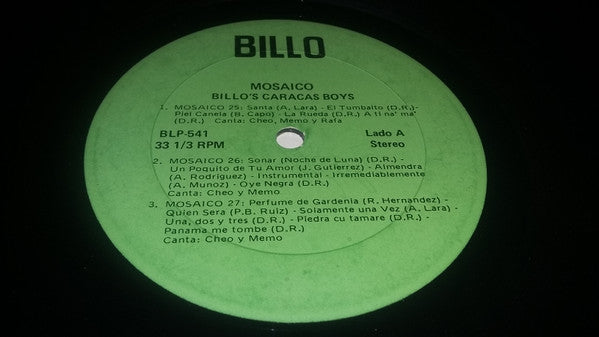 BILLO
MOSAICO
BILLO'S CARACAS BOYS
1. MOSAICO 25: Santa (A. Lara) - El Tumbaito (D.R.)-
Piel Canela (B. Capo) - La Rueda (D.R.) A ti na' ma'
(D.R.) Canta: Cheo, Memo y Rafa
BLP-541 Lado A
33 1/3 RPM Stereo
2. MOSAICO 26: Sonar (Noche de Luna) (D.R.) -
Un Poquito de Tu Amor (J. Gutierrez) - Almendra
(A. Rodriguez) - Instrumental - Irremediablemente
(A. Munoz) - Oye Negra (D.R.)
Canta: Cheo y Memo
3. MOSAICO 27: Perfume de Gardenia (R. Hernandez) -
Quien Sera (P.B. Ruiz) - Solamente una Vez (A. Lara) -
Una, dos y tres (D.R.) - Piedra cu tamare (D.R.) -
Panama me tombe (D.R.)
Canta: Cheo y Memo